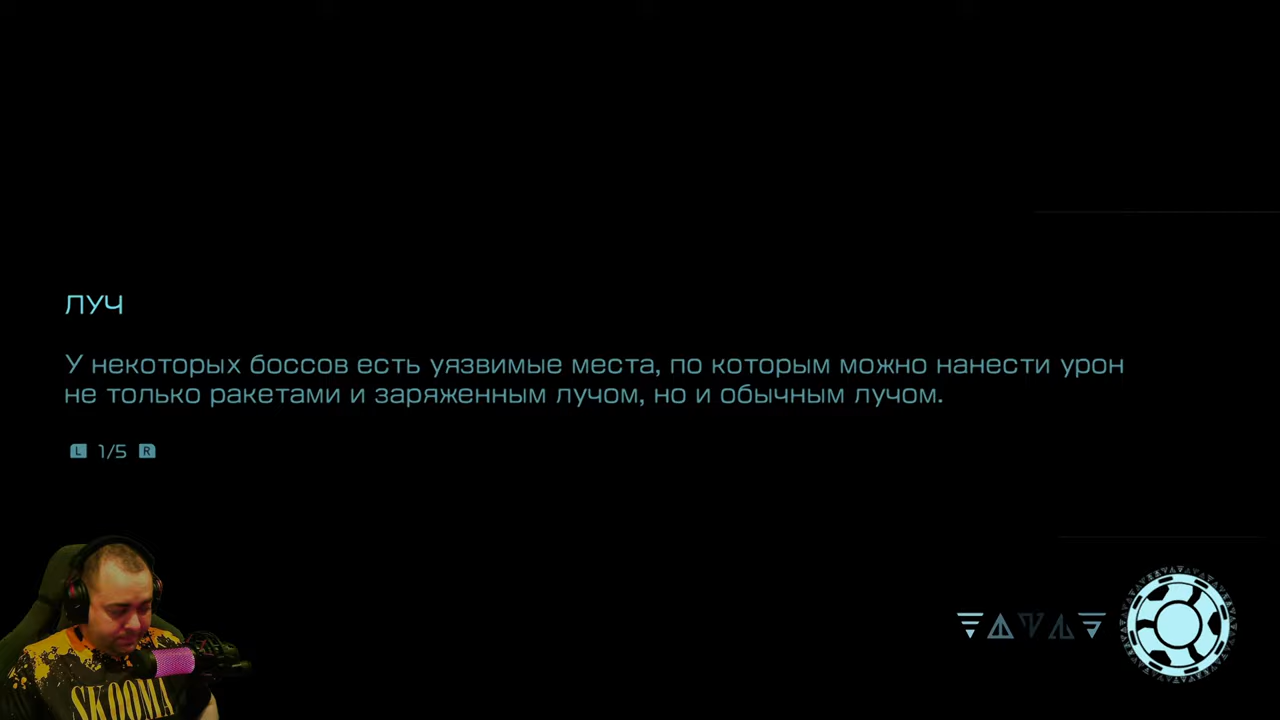 ЛУЧ
У некоторых боссов есть уязвимые места, по которым можно нанести урон
не только ракетами и заряженным лучом, но и обычным лучом.
L 1/5 R
SKOOMA